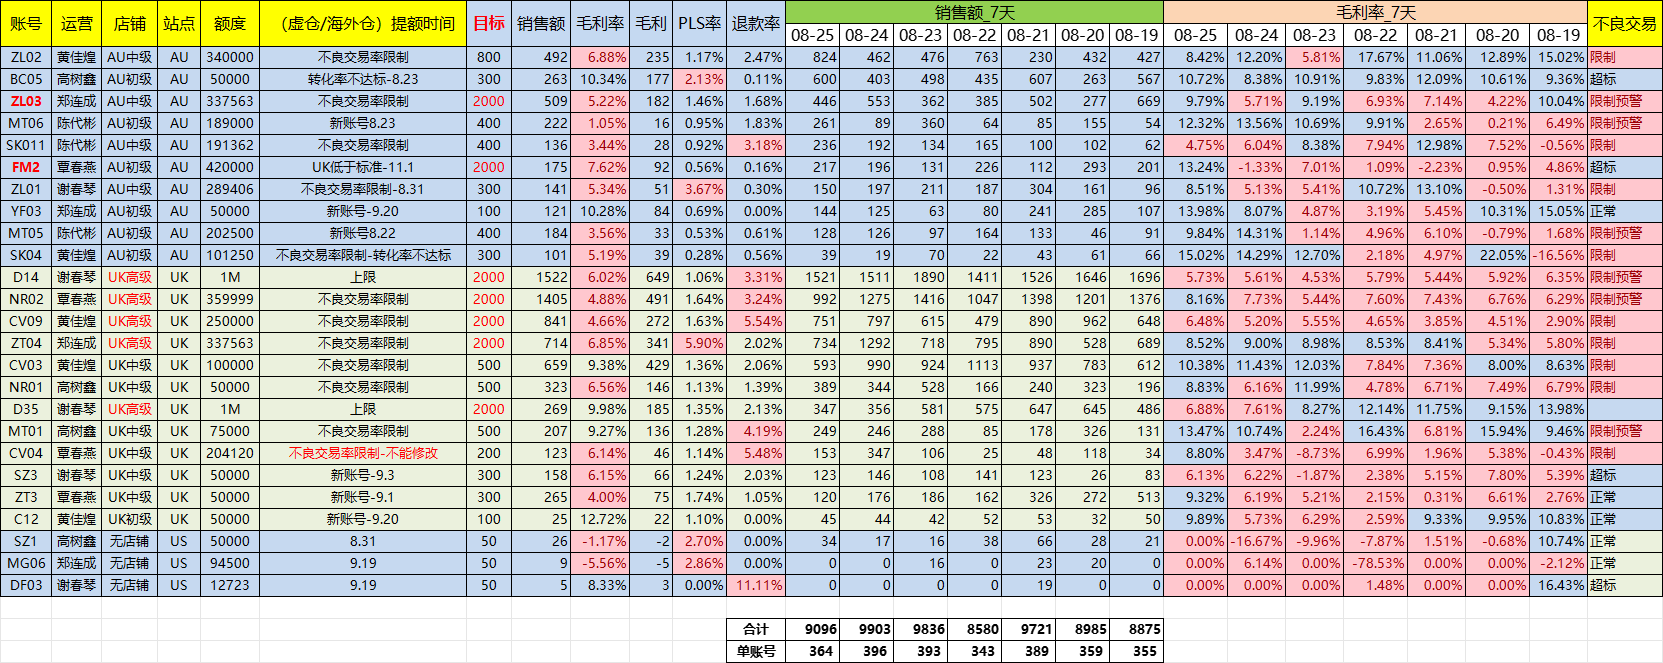 账号 运营 店铺 站点 额度 （虚仓/海外仓）提额时间 目标 销售额 毛利率 毛利 PLS率 退款率 销售额_7天 毛利率_7天 不良交易
08-25 08-24 08-23 08-22 08-21 08-20 08-19 08-25 08-24 08-23 08-22 08-21 08-20 08-19
ZL02 黄佳煌 AU中级 AU 340000 不良交易率限制 800 492 6.88% 235 1.17% 2.47% 824 462 476 763 230 432 427 8.42% 12.20% 5.81% 17.67% 11.06% 12.89% 15.02% 限制
BC05 高树鑫 AU初级 AU 50000 转化率不达标-8.23 300 263 10.34% 177 2.13% 0.11% 600 403 498 435 607 263 567 10.72% 8.38% 10.91% 9.83% 12.09% 10.61% 9.36% 超标
ZL03 郑连成 AU中级 AU 337563 不良交易率限制 2000 509 5.22% 182 1.46% 1.68% 446 553 362 385 502 277 669 9.79% 5.71% 9.19% 6.93% 7.14% 4.22% 10.04% 限制预警
MT06 陈代彬 AU初级 AU 189000 新账号8.23 400 222 1.05% 16 0.95% 1.83% 261 89 360 64 85 155 54 12.32% 13.56% 10.69% 9.91% 2.65% 0.21% 6.49% 限制预警
SK011 陈代彬 AU中级 AU 191362 不良交易率限制 400 136 3.44% 28 0.92% 3.18% 236 192 134 165 100 102 62 4.75% 6.04% 8.38% 7.94% 12.98% 7.52% -0.56% 限制
FM2 覃春燕 AU初级 AU 420000 UK低于标准-11.1 2000 175 7.62% 92 0.56% 0.16% 217 196 131 226 112 293 201 13.24% -1.33% 7.01% 1.09% -2.23% 0.95% 4.86% 超标
ZL01 谢春琴 AU中级 AU 289406 不良交易率限制-8.31 300 141 5.34% 51 3.67% 0.30% 150 197 211 187 304 161 96 8.51% 5.13% 5.41% 10.72% 13.10% -0.50% 1.31% 限制
YF03 郑连成 AU初级 AU 50000 新账号-9.20 100 121 10.28% 84 0.69% 0.00% 144 125 63 80 241 285 107 13.98% 8.07% 4.87% 3.19% 5.45% 10.31% 15.05% 正常
MT05 陈代彬 AU初级 AU 202500 新账号8.22 400 184 3.56% 33 0.53% 0.61% 128 126 97 164 133 46 91 9.84% 14.31% 1.14% 4.96% 6.10% -0.79% 1.68% 限制预警
SK04 黄佳煌 AU初级 AU 101250 不良交易率限制-转化率不达标 300 101 5.19% 39 0.28% 0.56% 39 19 70 22 43 61 66 15.02% 14.29% 12.70% 2.18% 4.97% 22.05% -16.56% 限制
D14 谢春琴 UK高级 UK 1M 上限 2000 1522 6.02% 649 1.06% 3.31% 1521 1511 1890 1411 1526 1646 1696 5.73% 5.61% 4.53% 5.79% 5.44% 5.92% 6.35% 限制预警
NR02 覃春燕 UK高级 UK 359999 不良交易率限制 2000 1405 4.88% 491 1.64% 3.24% 992 1275 1416 1047 1398 1201 1376 8.16% 7.73% 5.44% 7.60% 7.43% 6.76% 6.29% 限制预警
CV09 黄佳煌 UK高级 UK 250000 不良交易率限制 2000 841 4.66% 272 1.63% 5.54% 751 797 615 479 890 962 648 6.48% 5.20% 5.55% 4.65% 3.85% 4.51% 2.90% 限制
ZT04 郑连成 UK高级 UK 337563 不良交易率限制 2000 714 6.85% 341 5.90% 2.02% 734 1292 718 795 890 528 689 8.52% 9.00% 8.98% 8.53% 8.41% 5.34% 5.80% 限制
CV03 黄佳煌 UK中级 UK 100000 不良交易率限制 500 659 9.38% 429 1.36% 2.06% 593 990 924 1113 937 783 612 10.38% 11.43% 12.03% 7.84% 7.36% 8.00% 8.63% 限制
NR01 高树鑫 UK中级 UK 50000 不良交易率限制 500 323 6.56% 146 1.13% 1.39% 389 344 528 166 240 323 196 8.83% 6.16% 11.99% 4.78% 6.71% 7.49% 6.79% 限制
D35 谢春琴 UK高级 UK 1M 上限 2000 269 9.98% 185 1.35% 2.13% 347 356 581 575 647 645 486 6.88% 7.61% 8.27% 12.14% 11.75% 9.15% 13.98%
MT01 高树鑫 UK中级 UK 75000 不良交易率限制 500 207 9.27% 136 1.28% 4.19% 249 246 288 85 178 326 131 13.47% 10.74% 2.24% 16.43% 6.81% 15.94% 9.46% 限制预警
CV04 覃春燕 UK中级 UK 204120 不良交易率限制-不能修改 200 123 6.14% 46 1.14% 5.48% 153 347 106 25 48 118 34 8.80% 3.47% -8.73% 6.99% 1.96% 5.38% -0.43% 限制
SZ3 谢春琴 UK中级 UK 50000 新账号-9.3 300 158 6.15% 66 1.24% 2.03% 123 146 108 141 123 26 83 6.13% 6.22% -1.87% 2.38% 5.15% 7.80% 5.39% 超标
ZT3 覃春燕 UK中级 UK 50000 新账号-9.1 300 265 4.00% 75 1.74% 1.05% 120 176 186 162 326 272 513 9.32% 6.19% 5.21% 2.15% 0.31% 6.61% 2.76% 正常
C12 黄佳煌 UK初级 UK 50000 新账号-9.20 100 25 12.72% 22 1.10% 0.00% 45 44 42 52 53 32 50 9.89% 5.73% 6.29% 2.59% 9.33% 9.95% 10.83% 正常
SZ1 高树鑫 无店铺 US 50000 8.31 50 26 -1.17% -2 2.70% 0.00% 34 17 16 38 66 28 21 0.00% -16.67% -9.96% -7.87% 1.51% -0.68% 10.74% 正常
MG06 郑连成 无店铺 US 94500 9.19 50 9 -5.56% -5 2.86% 0.00% 0 0 16 0 23 20 0 0.00% 6.14% 0.00% -78.53% 0.00% 0.00% -2.12% 正常
DF03 谢春琴 无店铺 US 12723 9.19 50 5 8.33% 3 0.00% 11.11% 0 0 0 0 19 0 0 0.00% 0.00% 0.00% 1.48% 0.00% 0.00% 16.43% 超标
合计 9096 9903 9836 8580 9721 8985 8875
单账号 364 396 393 343 389 359 355